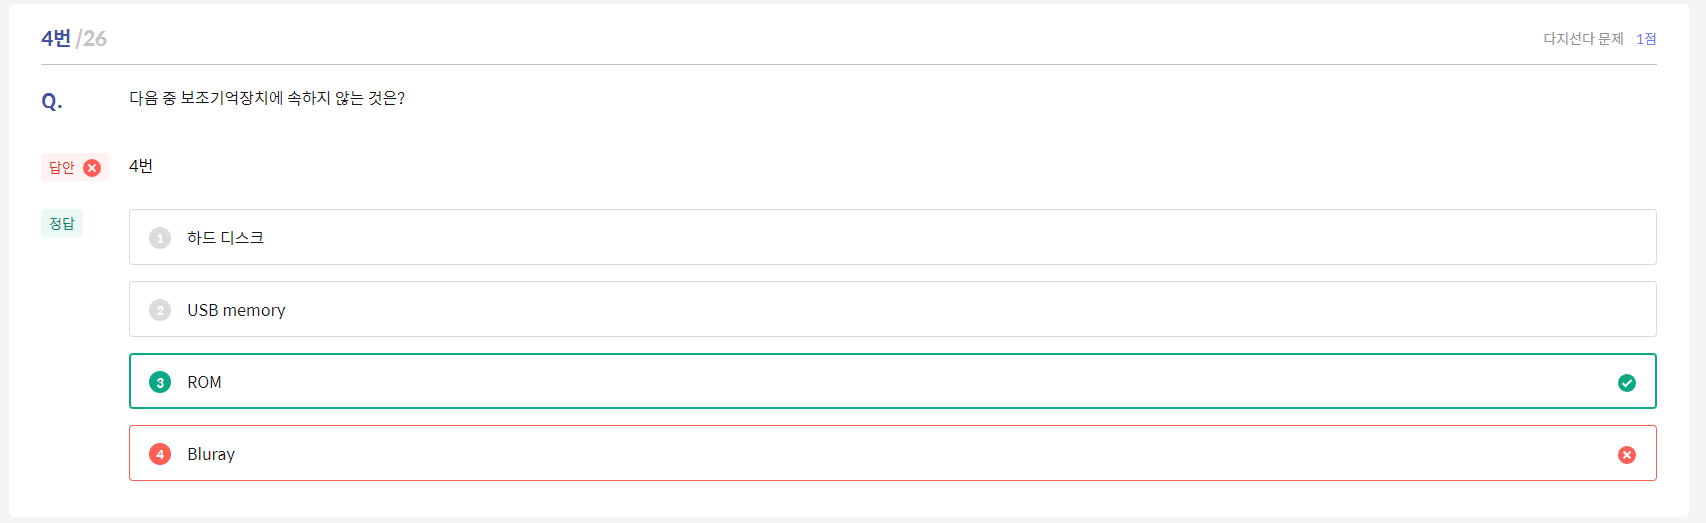 4번 /26
다지선다 문제 1점
Q. 다음 중 보조기억장치에 속하지 않는 것은?
답안 4번
정답
1 하드 디스크
2 USB memory
3 ROM
4 Bluray